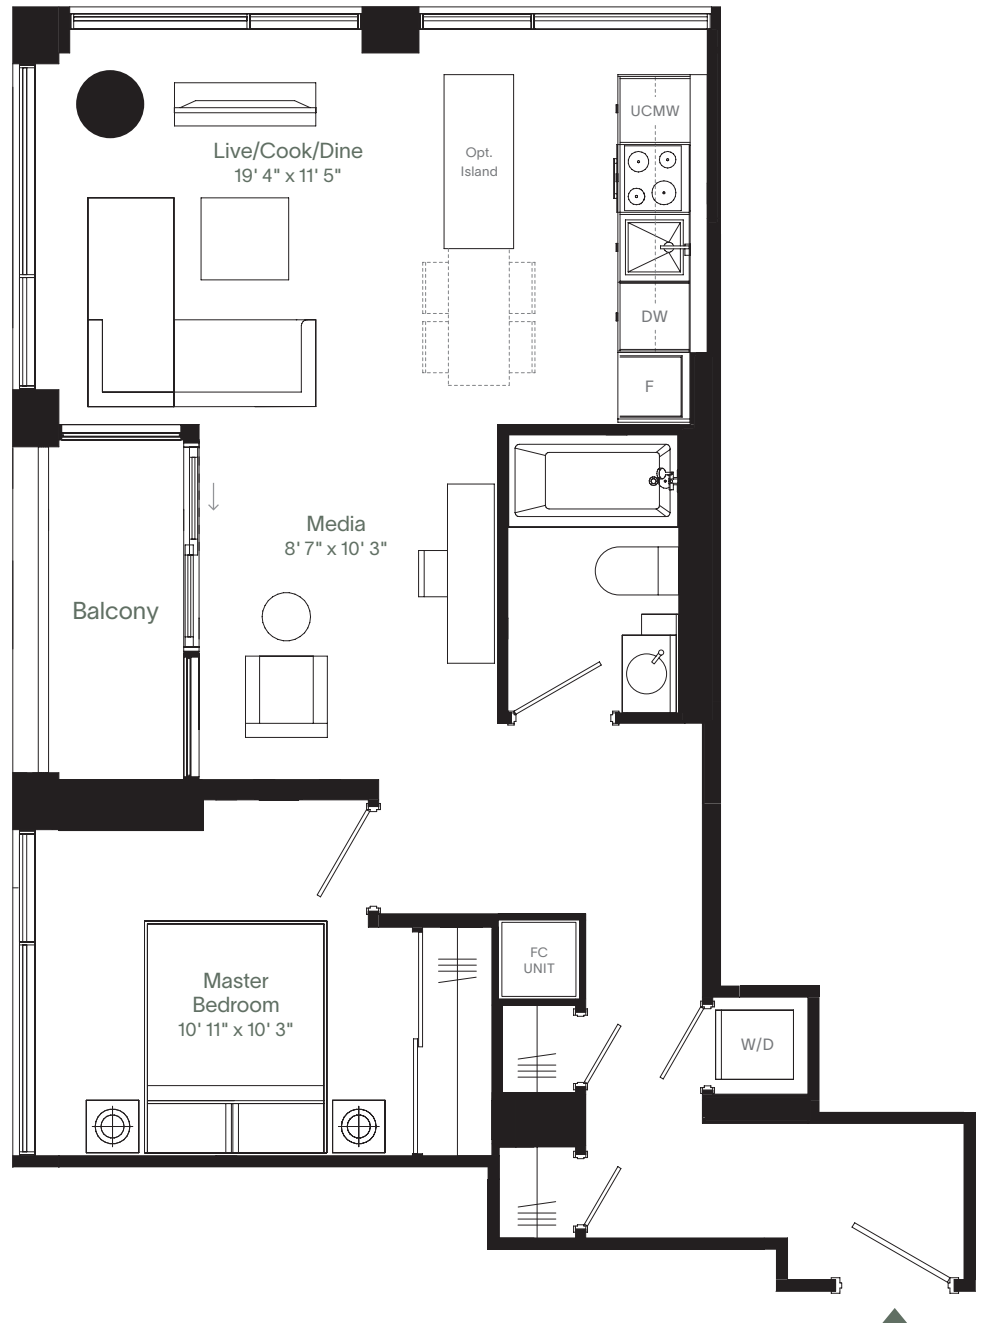 UCMW
Live/Cook/Dine
19' 4" x 11' 5"
Opt.
Island
DW
F
Media
8' 7" x 10' 3"
Balcony
FC
UNIT
Master
Bedroom
10' 11" x 10' 3"
W/D